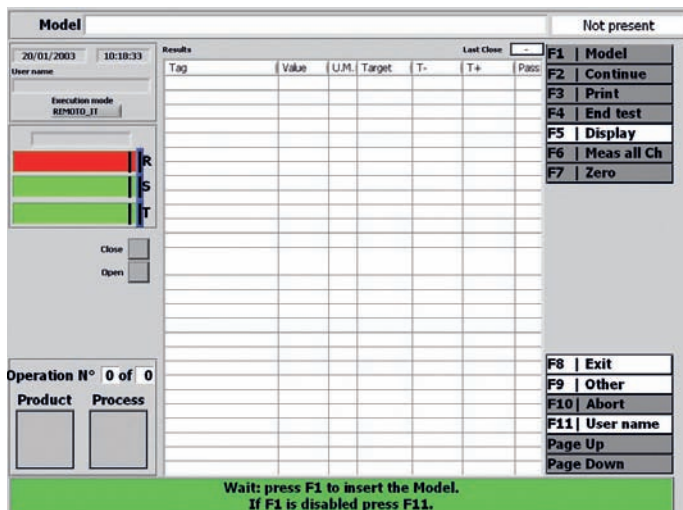 Model
Not present
20/01/2003 10:18:33
User name
Execution mode
REMOTO_TT
R
S
T
Close
Open
Operation N° 0 of 0
Product Process
Results Last Close -
Tag Value U.M. Target T- T+ Pass
F1 | Model
F2 | Continue
F3 | Print
F4 | End test
F5 | Display
F6 | Meas all Ch
F7 | Zero
F8 | Exit
F9 | Other
F10| Abort
F11| User name
Page Up
Page Down
Wait: press F1 to insert the Model.
If F1 is disabled press F11.